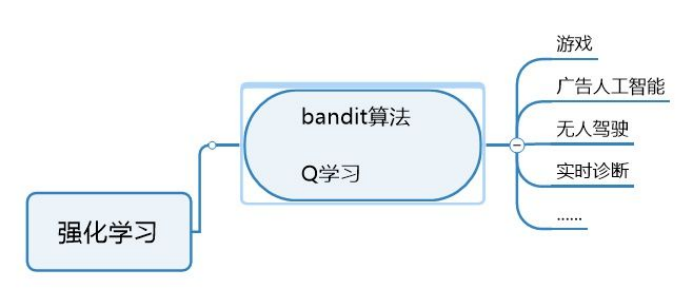 强化学习
bandit算法
Q学习
游戏
广告人工智能
无人驾驶
实时诊断
......